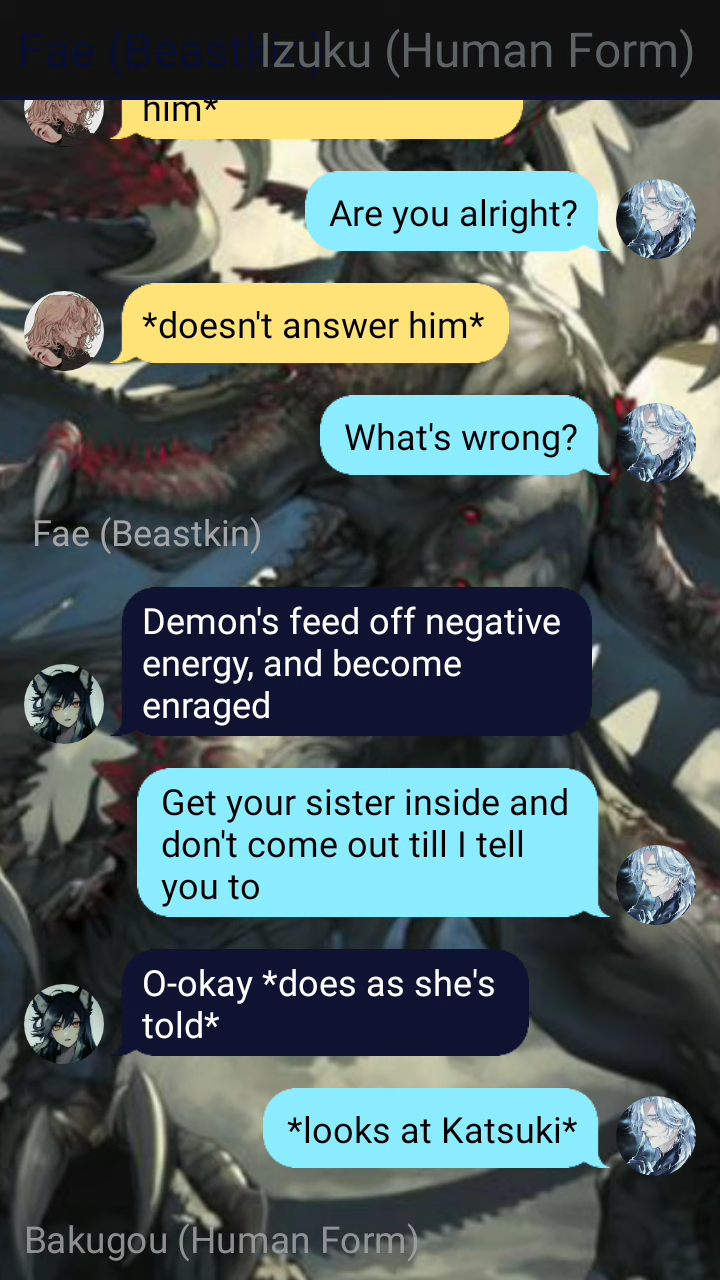 Fae (Beastkin)
Izuku (Human Form)
him*
Are you alright?
*doesn't answer him*
What's wrong?
Fae (Beastkin)
Demon's feed off negative
energy, and become
enraged
Get your sister inside and
don't come out till I tell
you to
O-okay *does as she's
told*
*looks at Katsuki*
Bakugou (Human Form)